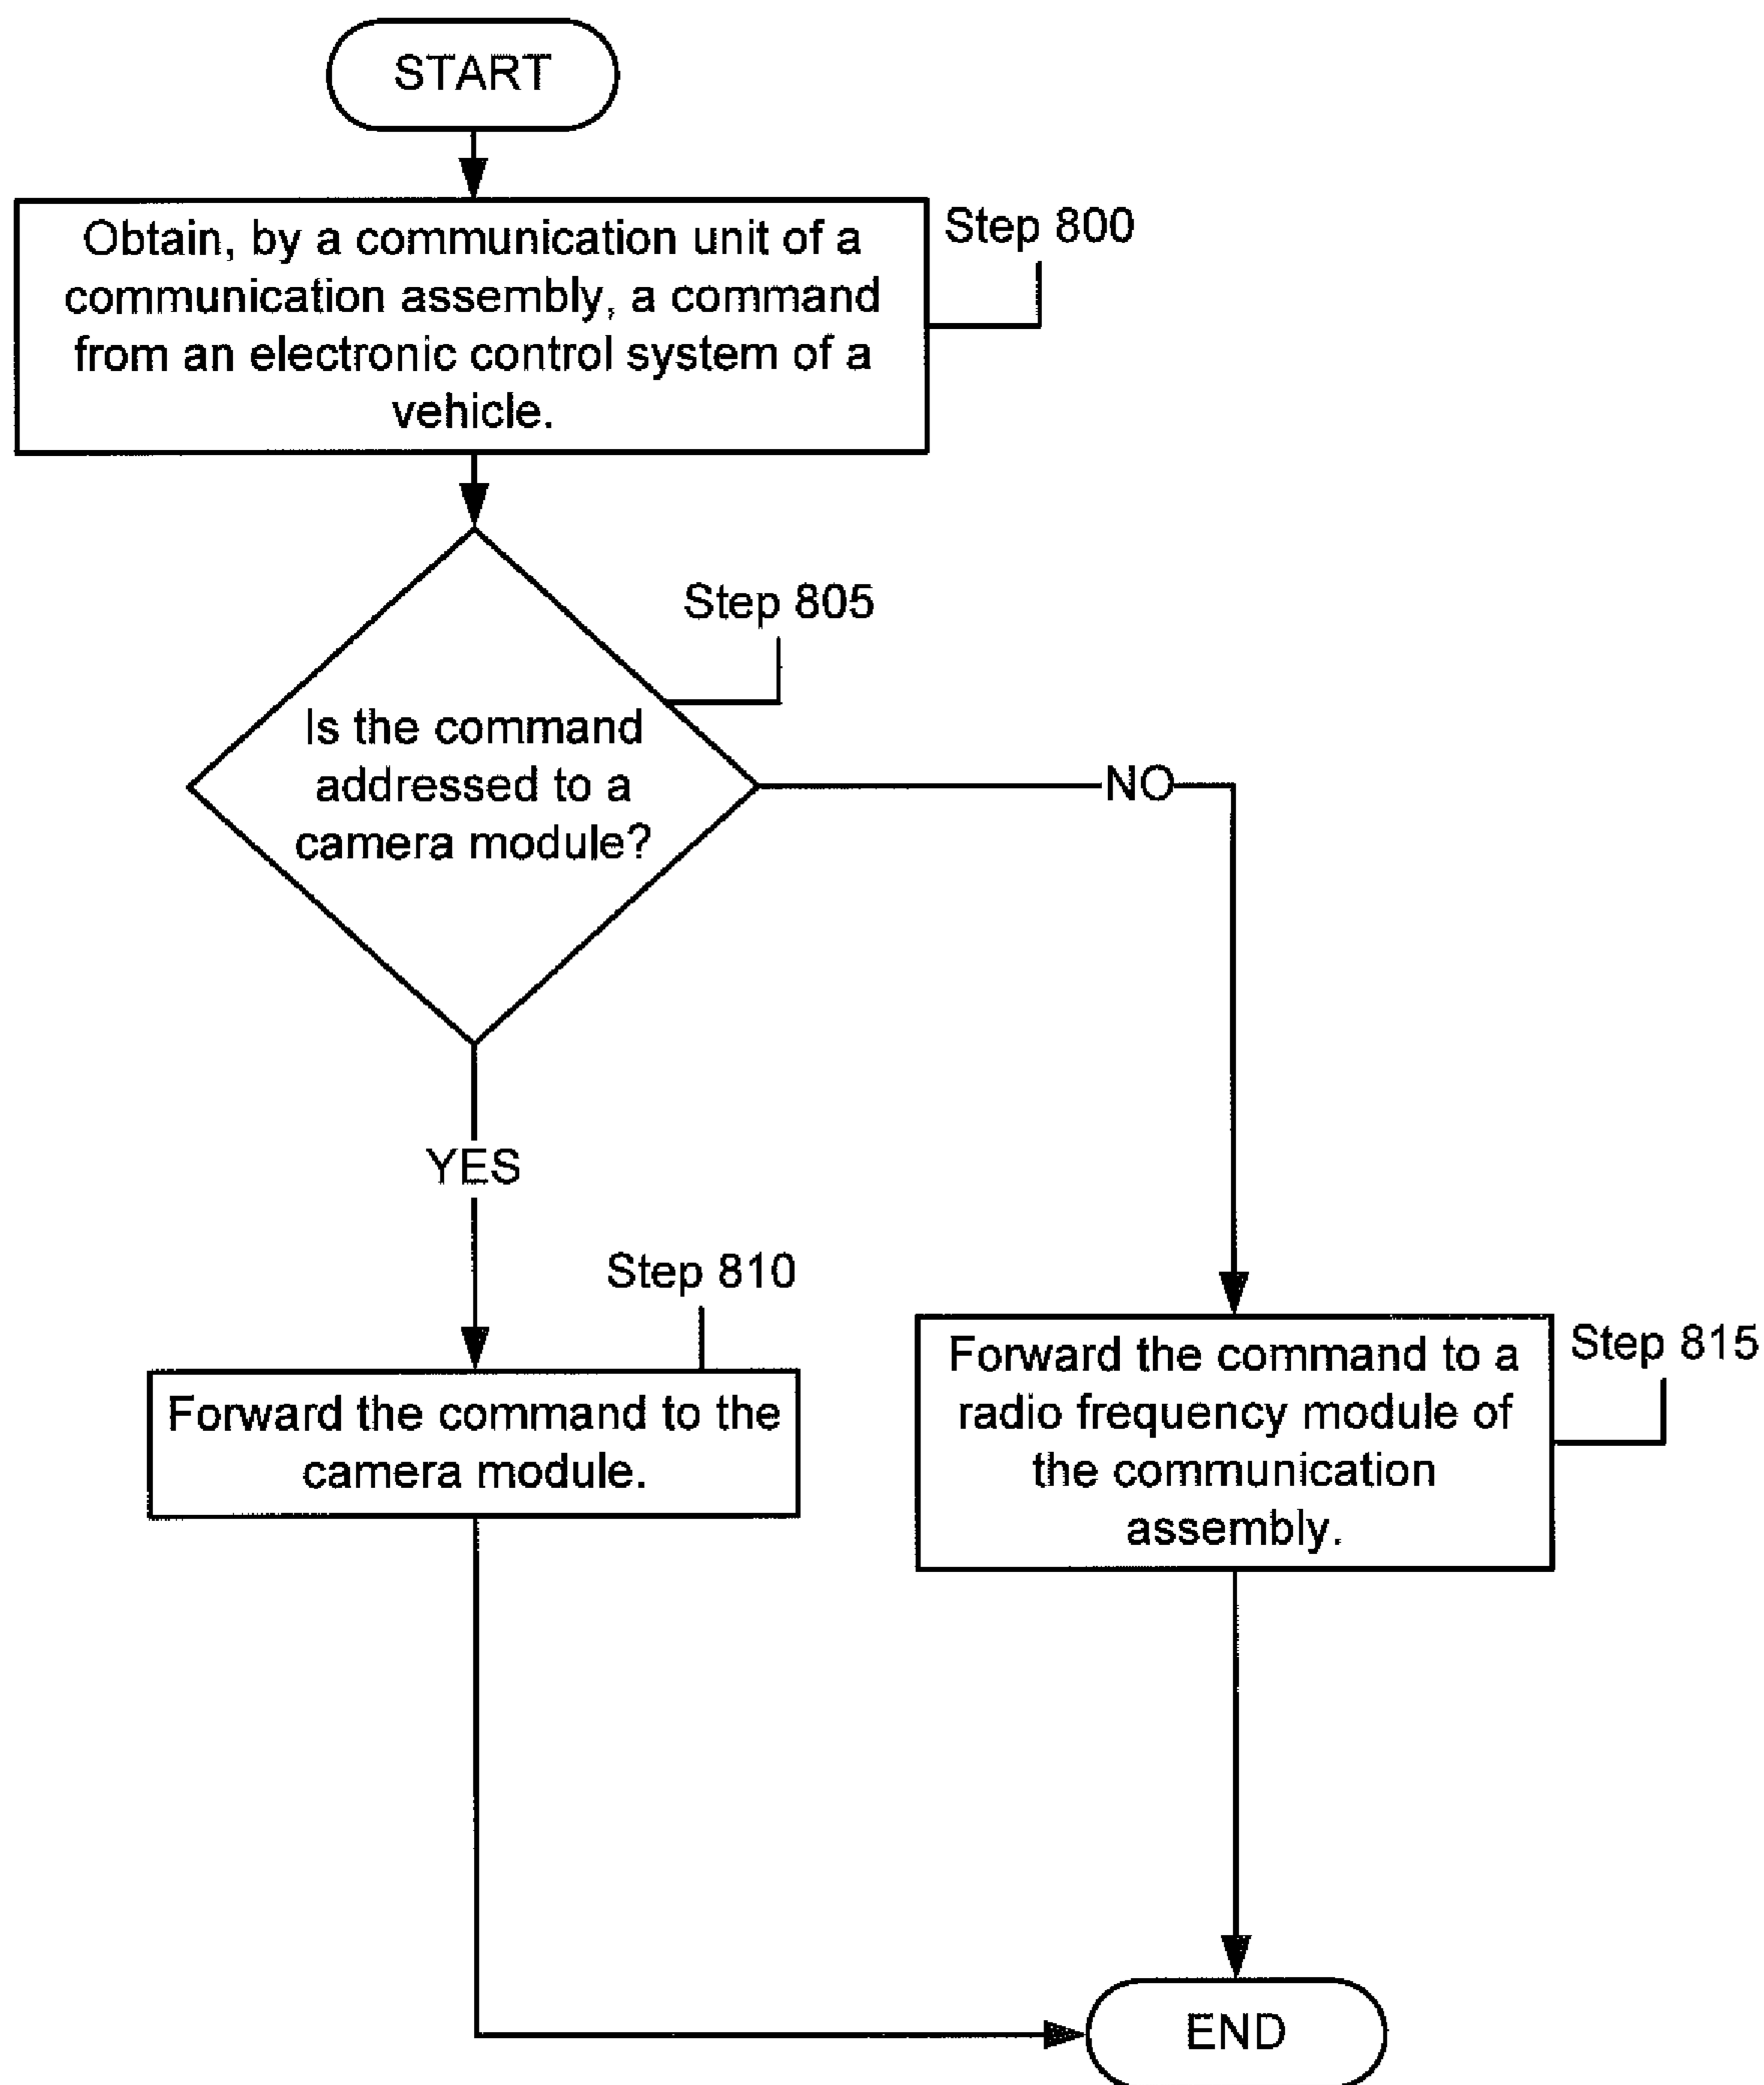 START
Obtain, by a communication unit of a
communication assembly, a command
from an electronic control system of a
vehicle.
Step 800
Step 805
Is the command
addressed to a
camera module?
NO
YES
Step 810
Forward the command to the
camera module.
Step 815
Forward the command to a
radio frequency module of
the communication
assembly.
END